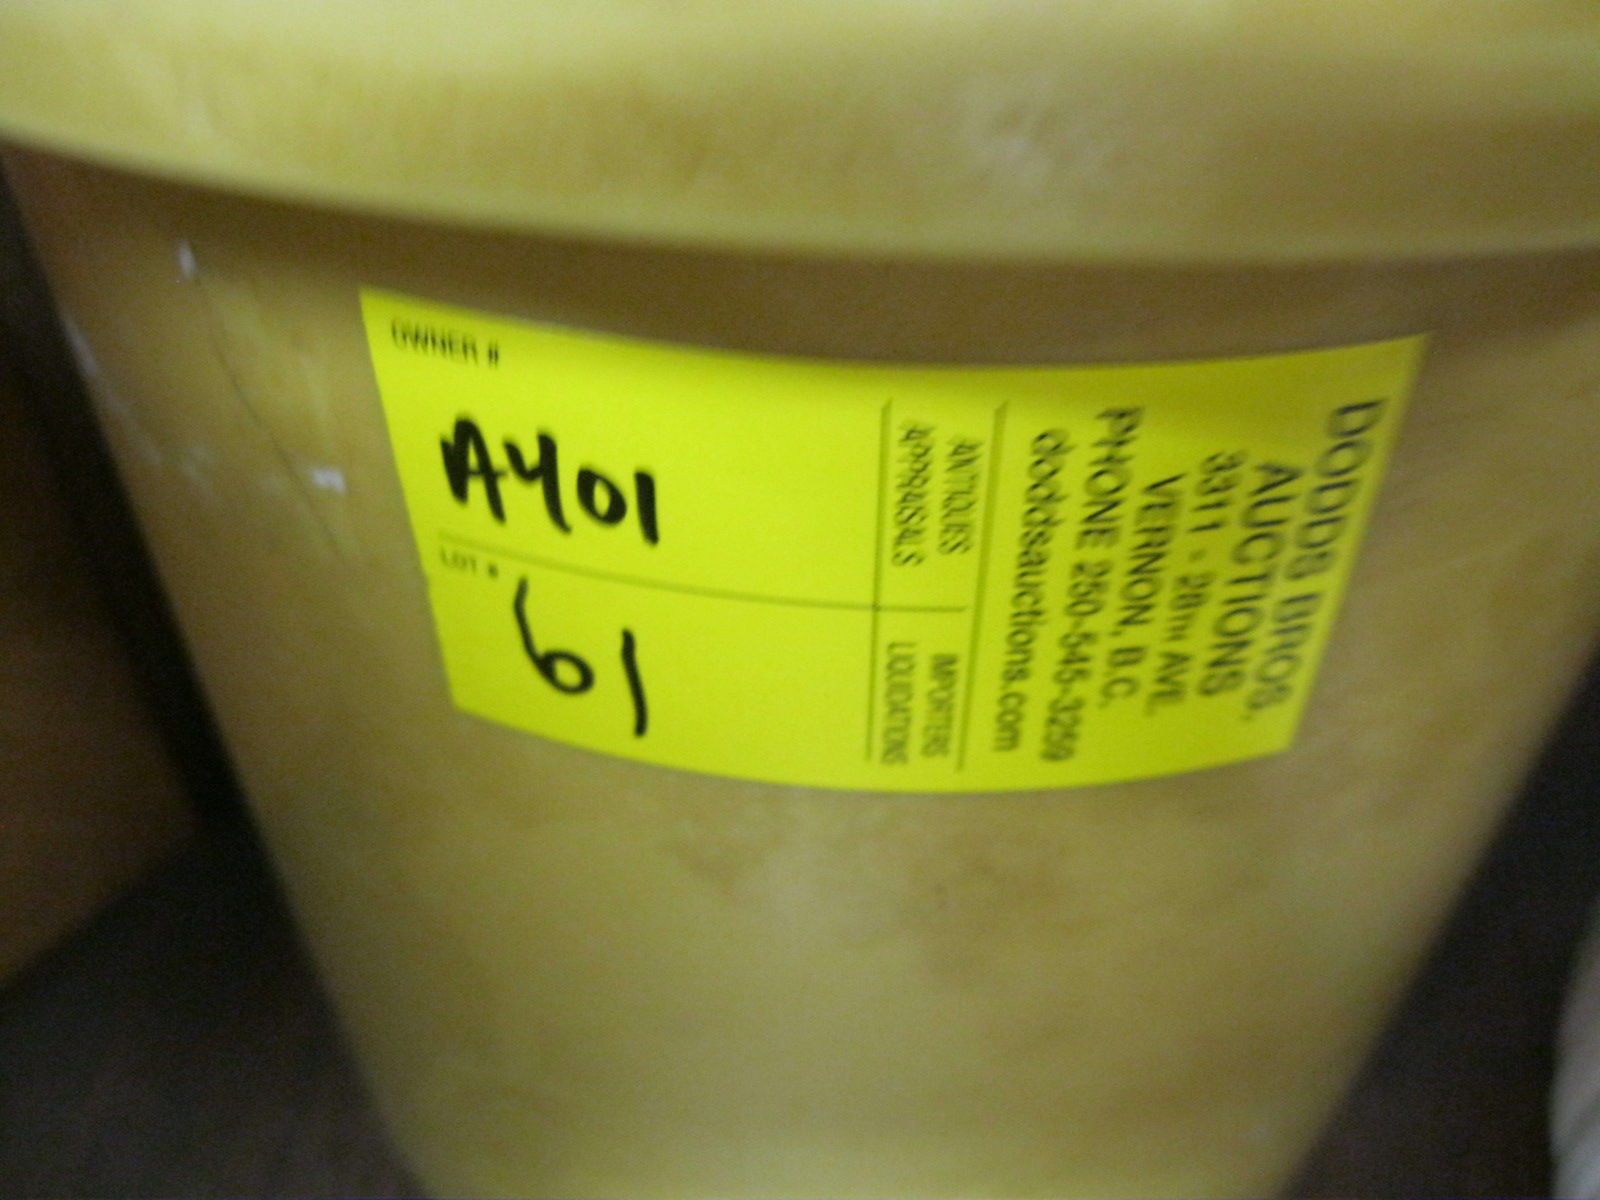 OWNER #
A401
LOT #
61
DODDS BROS.
AUCTIONS
3311 - 28TH AVE.
VERNON, B.C.
PHONE 250-545-3259
doddsauctions.com
ANTIQUES IMPORTERS
APPRAISALS LIQUIDATIONS